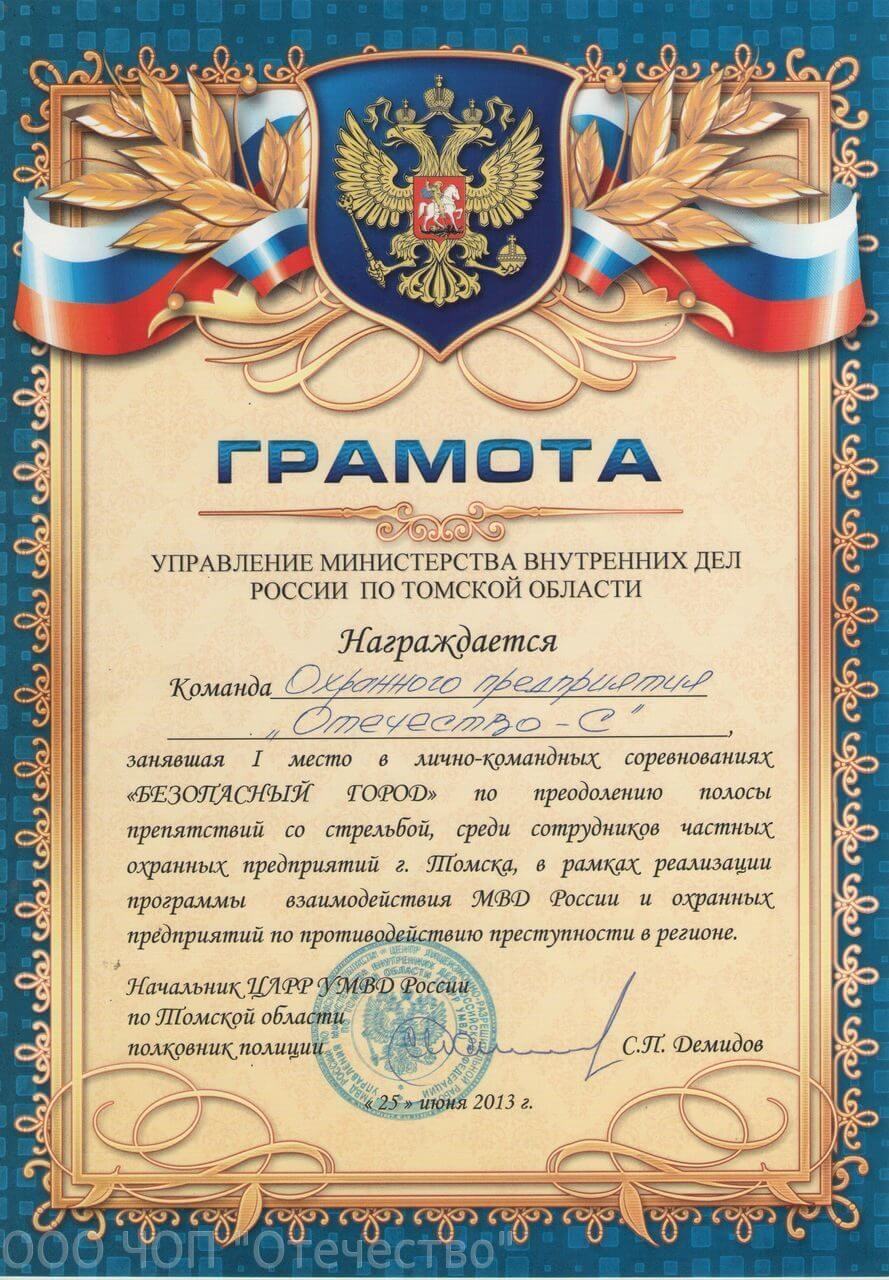 ГРАМОТА
УПРАВЛЕНИЕ МИНИСТЕРСТВА ВНУТРЕННИХ ДЕЛ
РОССИИ ПО ТОМСКОЙ ОБЛАСТИ
Награждается
Команда Охранного предприятия
„Отечество-С“,
занявшая I место в лично-командных соревнованиях
«БЕЗОПАСНЫЙ ГОРОД» по преодолению полосы
препятствий со стрельбой, среди сотрудников частных
охранных предприятий г. Томска, в рамках реализации
программы взаимодействия МВД России и охранных
предприятий по противодействию преступности в регионе.
Начальник ЦЛРР УМВД России
по Томской области
полковник полиции С.П. Демидов
« 25 » июня 2013 г.
ООО ЧОП "Отечество"